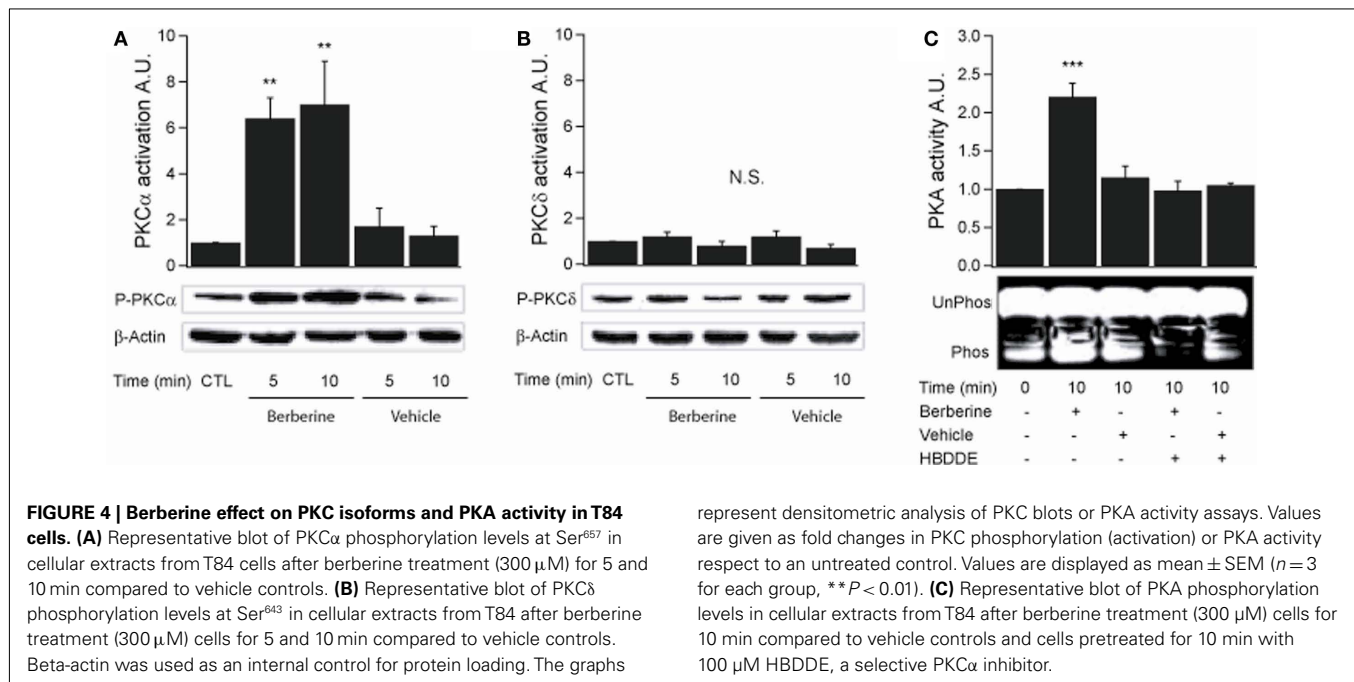 A
B
C
PKCα activation A.U.
10
8
6
4
2
0
**
**
P-PKCα
β-Actin
Time (min) CTL 5 10 5 10
Berberine Vehicle
PKCδ activation A.U.
10
8
6
4
2
0
N.S.
P-PKCδ
β-Actin
Time (min) CTL 5 10 5 10
Berberine Vehicle
PKA activity A.U.
3.0
2.5
2.0
1.5
1.0
0.5
0.0
***
UnPhos
Phos
Time (min) 0 10 10 10 10
Berberine - + - + -
Vehicle - - + - +
HBDDE - - - + +
FIGURE 4 | Berberine effect on PKC isoforms and PKA activity in T84
cells. (A) Representative blot of PKCα phosphorylation levels at Ser657 in
cellular extracts from T84 cells after berberine treatment (300 μM) for 5 and
10 min compared to vehicle controls. (B) Representative blot of PKCδ
phosphorylation levels at Ser643 in cellular extracts from T84 after berberine
treatment (300 μM) cells for 5 and 10 min compared to vehicle controls.
Beta-actin was used as an internal control for protein loading. The graphs
represent densitometric analysis of PKC blots or PKA activity assays. Values
are given as fold changes in PKC phosphorylation (activation) or PKA activity
respect to an untreated control. Values are displayed as mean ± SEM (n = 3
for each group, **P < 0.01). (C) Representative blot of PKA phosphorylation
levels in cellular extracts from T84 after berberine treatment (300 μM) cells for
10 min compared to vehicle controls and cells pretreated for 10 min with
100 μM HBDDE, a selective PKCα inhibitor.